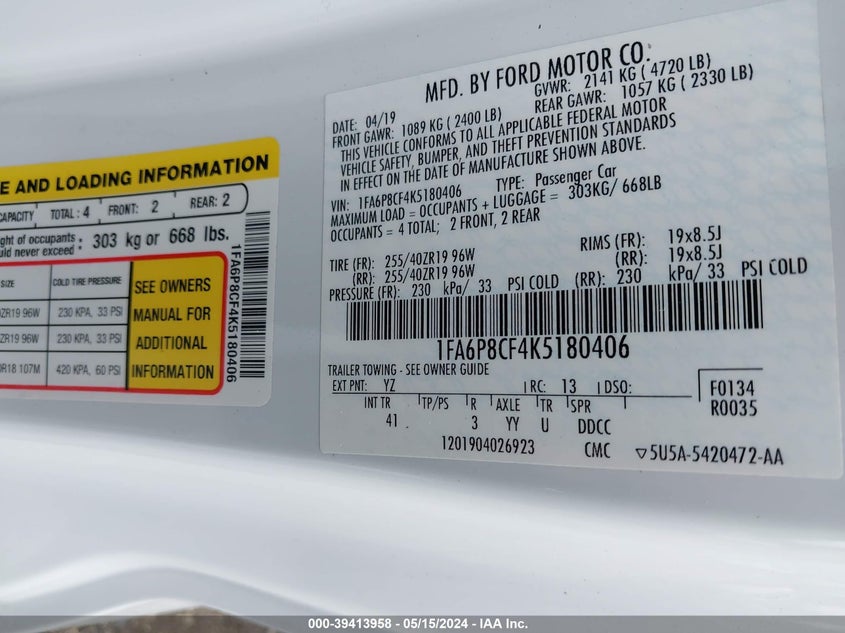 E AND LOADING INFORMATION
CAPACITY TOTAL : 4 FRONT: 2 REAR: 2
ght of occupants
uld never exceed : 303 kg or 668 lbs.
SIZE COLD TIRE PRESSURE
ZR19 96W 230 KPA, 33 PSI
ZR19 96W 230 KPA, 33 PSI
R18 107M 420 KPA, 60 PSI
SEE OWNERS
MANUAL FOR
ADDITIONAL
INFORMATION
1FA6P8CF4K5180406
MFD. BY FORD MOTOR CO.
DATE: 04/19 GVWR: 2141 KG ( 4720 LB)
FRONT GAWR: 1089 KG ( 2400 LB) REAR GAWR: 1057 KG ( 2330 LB)
THIS VEHICLE CONFORMS TO ALL APPLICABLE FEDERAL MOTOR
VEHICLE SAFETY, BUMPER, AND THEFT PREVENTION STANDARDS
IN EFFECT ON THE DATE OF MANUFACTURE SHOWN ABOVE.
VIN: 1FA6P8CF4K5180406 TYPE: Passenger Car
MAXIMUM LOAD = OCCUPANTS + LUGGAGE = 303KG/ 668LB
OCCUPANTS = 4 TOTAL; 2 FRONT, 2 REAR
TIRE (FR): 255/40ZR19 96W RIMS (FR): 19x8.5J
(RR): 255/40ZR19 96W (RR): 19x8.5J
PRESSURE (FR): 230 kPa/ 33 PSI COLD (RR): 230 kPa/ 33 PSI COLD
1FA6P8CF4K5180406
TRAILER TOWING - SEE OWNER GUIDE
EXT PNT: YZ RC: 13 DSO:
F0134
R0035
INT TR TP/PS R AXLE TR SPR
41 3 YY U DDCC
1201904026923 CMC ▽5U5A-5420472-AA
000-39413958 - 05/15/2024 - IAA Inc.